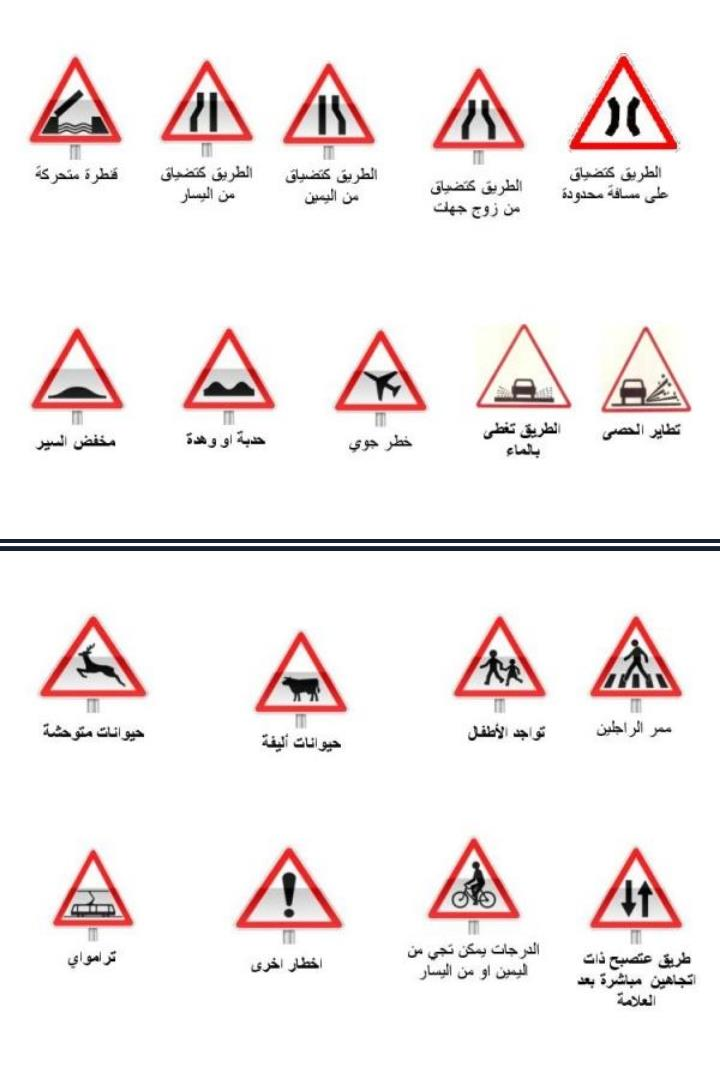 الطريق كتضياق
على مسافة محدودة
الطريق كتضياق
من زوج جهات
الطريق كتضياق
من اليمين
الطريق كتضياق
من اليسار
قنطرة متحركة
تطاير الحصى
الطريق تغطى
بالماء
خطر جوي
حدبة او وهدة
مخفض السير
ممر الراجلين
تواجد الأطفال
حيوانات أليفة
حيوانات متوحشة
طريق عتصبح ذات
اتجاهين مباشرة بعد
العلامة
الدرجات يمكن تجي من
اليمين او من اليسار
اخطار اخرى
ترامواي